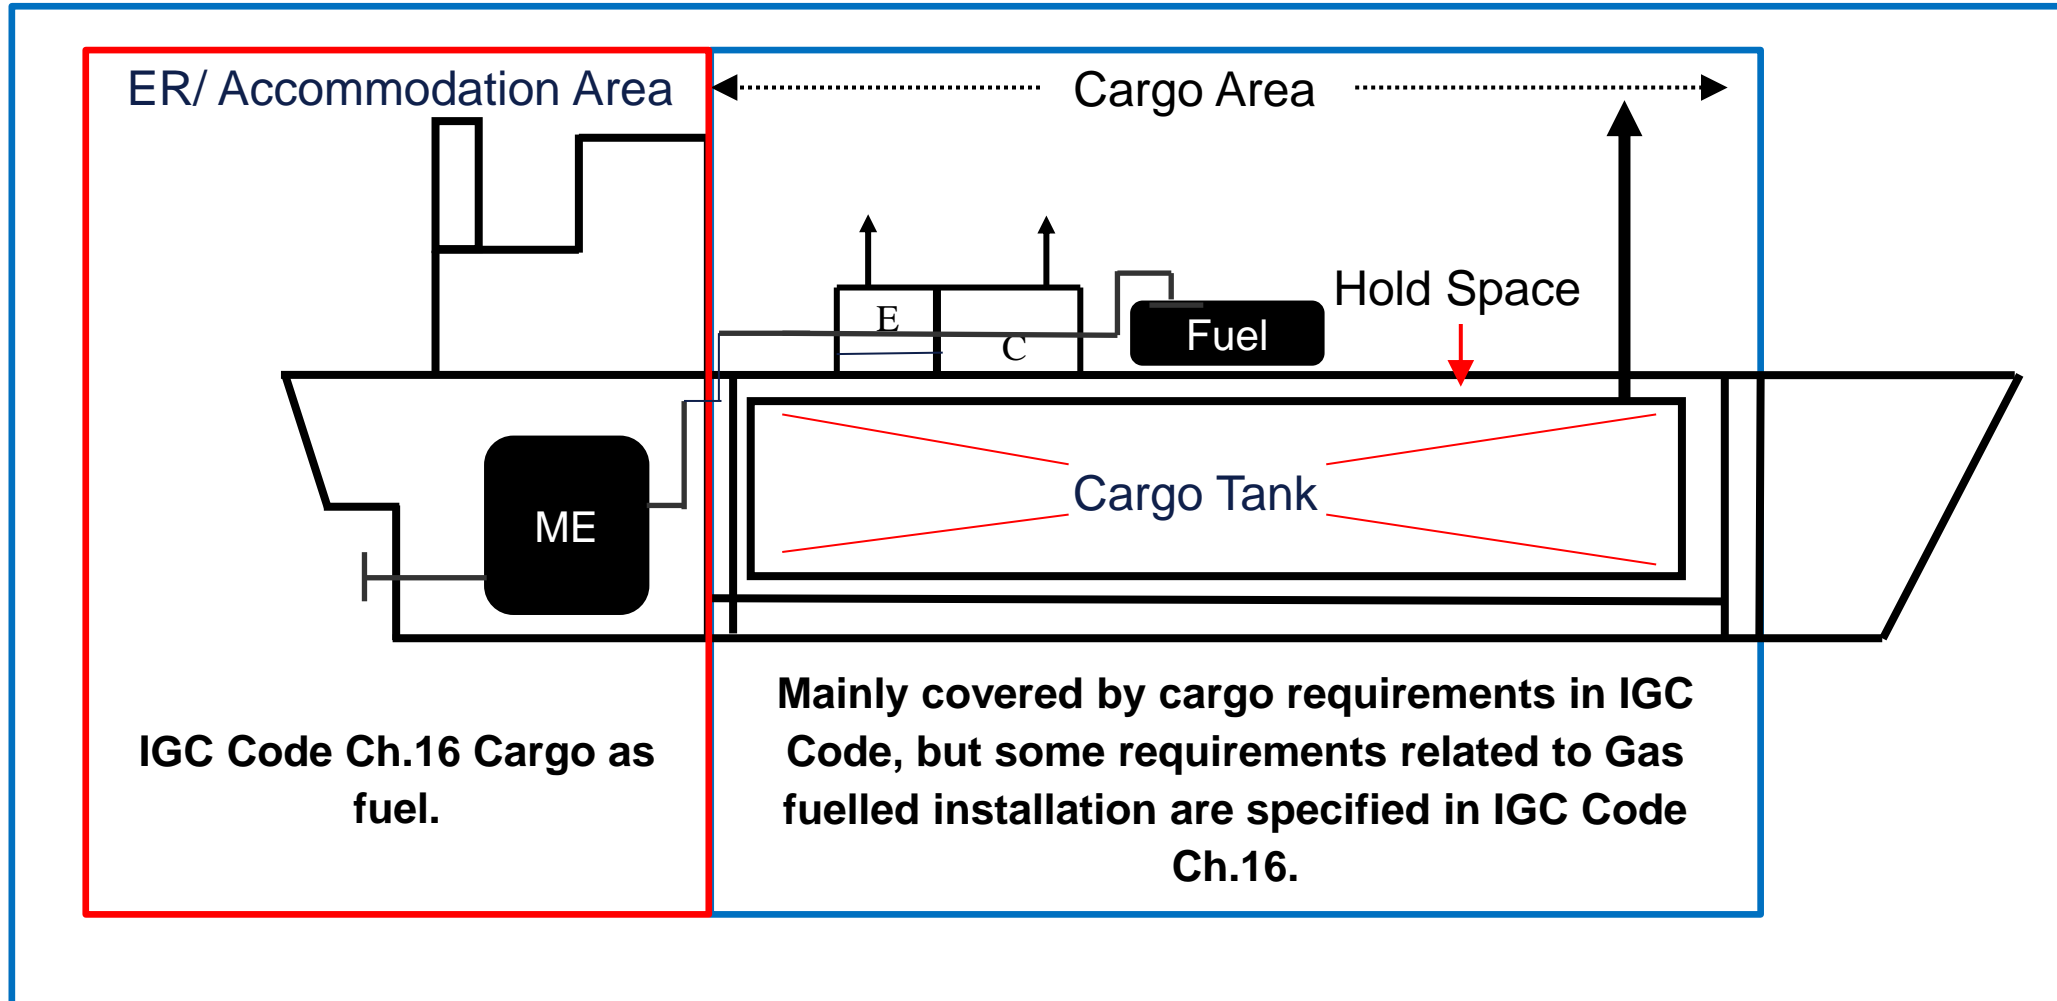 ER/ Accommodation Area
Cargo Area
Hold Space
E
C
Fuel
Cargo Tank
ME
IGC Code Ch.16 Cargo as
fuel.
Mainly covered by cargo requirements in IGC
Code, but some requirements related to Gas
fuelled installation are specified in IGC Code
Ch.16.